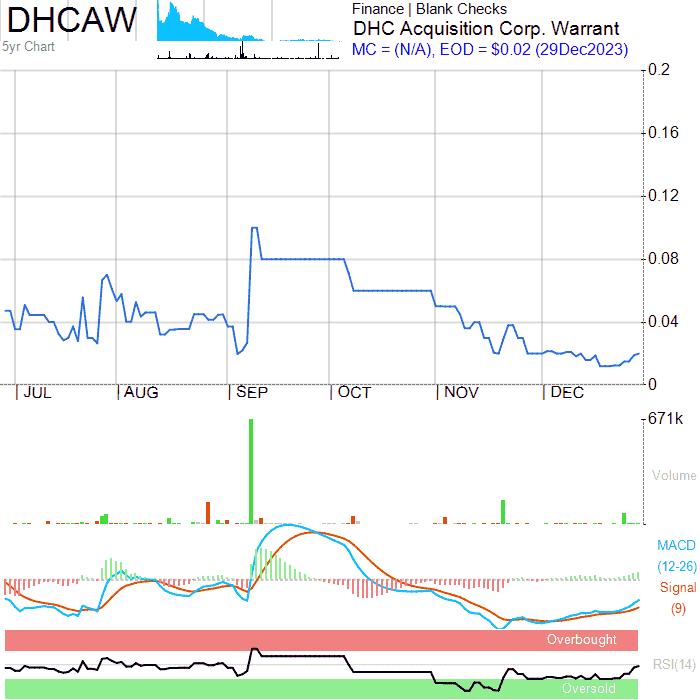 DHCAW
5yr Chart
Finance | Blank Checks
DHC Acquisition Corp. Warrant
MC = (N/A), EOD = $0.02 (29Dec2023)
0.2
0.16
0.12
0.08
0.04
0
JUL AUG SEP OCT NOV DEC
671k
Volume
MACD
(12-26)
Signal
(9)
Overbought
RSI(14)
Oversold